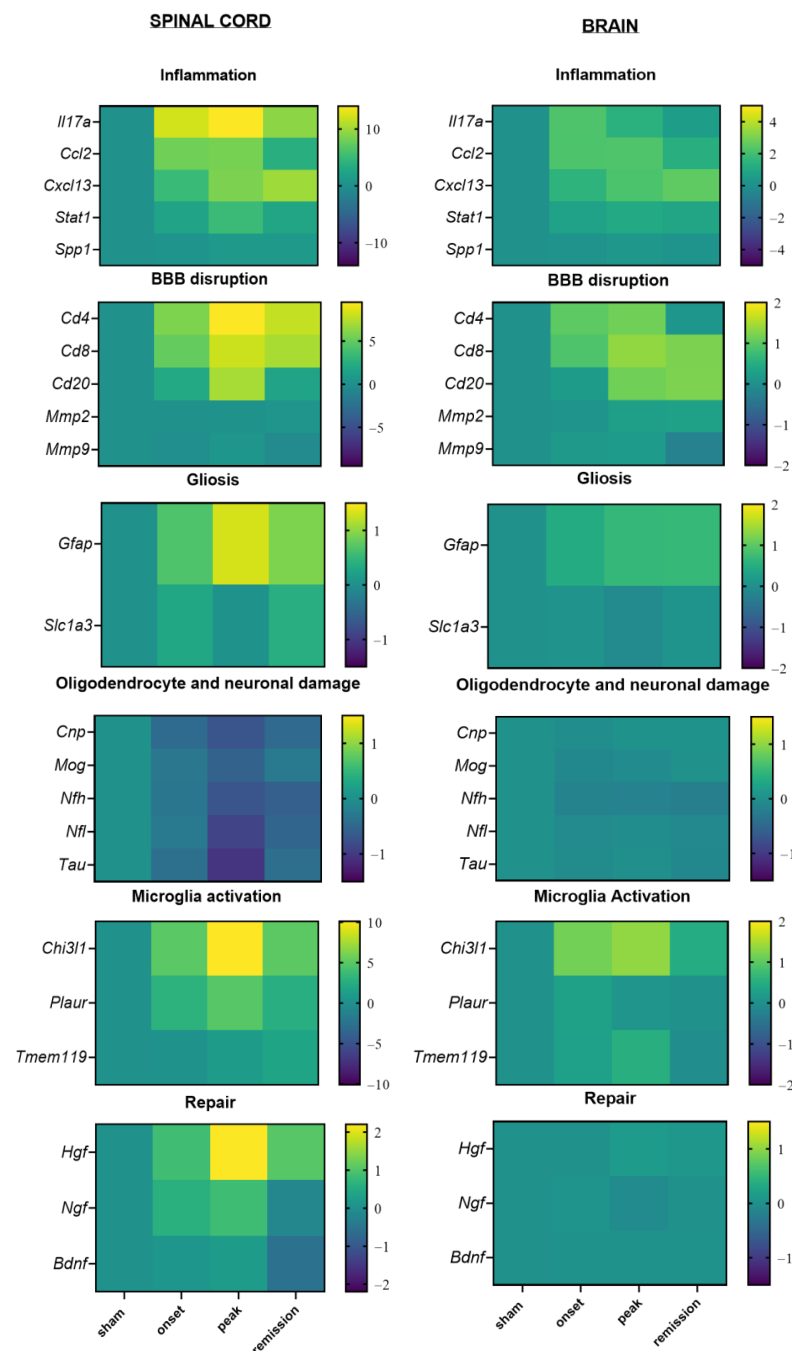 SPINAL CORD
Inflammation
Il17a
Ccl2
Cxcl13
Stat1
Spp1
10
0
−10
BBB disruption
Cd4
Cd8
Cd20
Mmp2
Mmp9
5
0
−5
Gliosis
Gfap
Slc1a3
1
0
−1
Oligodendrocyte and neuronal damage
Cnp
Mog
Nfh
Nfl
Tau
1
0
−1
Microglia activation
Chi3l1
Plaur
Tmem119
10
5
0
−5
−10
Repair
Hgf
Ngf
Bdnf
2
1
0
−1
−2
sham
onset
peak
remission
BRAIN
Inflammation
Il17a
Ccl2
Cxcl13
Stat1
Spp1
4
2
0
−2
−4
BBB disruption
Cd4
Cd8
Cd20
Mmp2
Mmp9
2
1
0
−1
−2
Gliosis
Gfap
Slc1a3
2
1
0
−1
−2
Oligodendrocyte and neuronal damage
Cnp
Mog
Nfh
Nfl
Tau
1
0
−1
Microglia Activation
Chi3l1
Plaur
Tmem119
2
1
0
−1
−2
Repair
Hgf
Ngf
Bdnf
1
0
−1
sham
onset
peak
remission